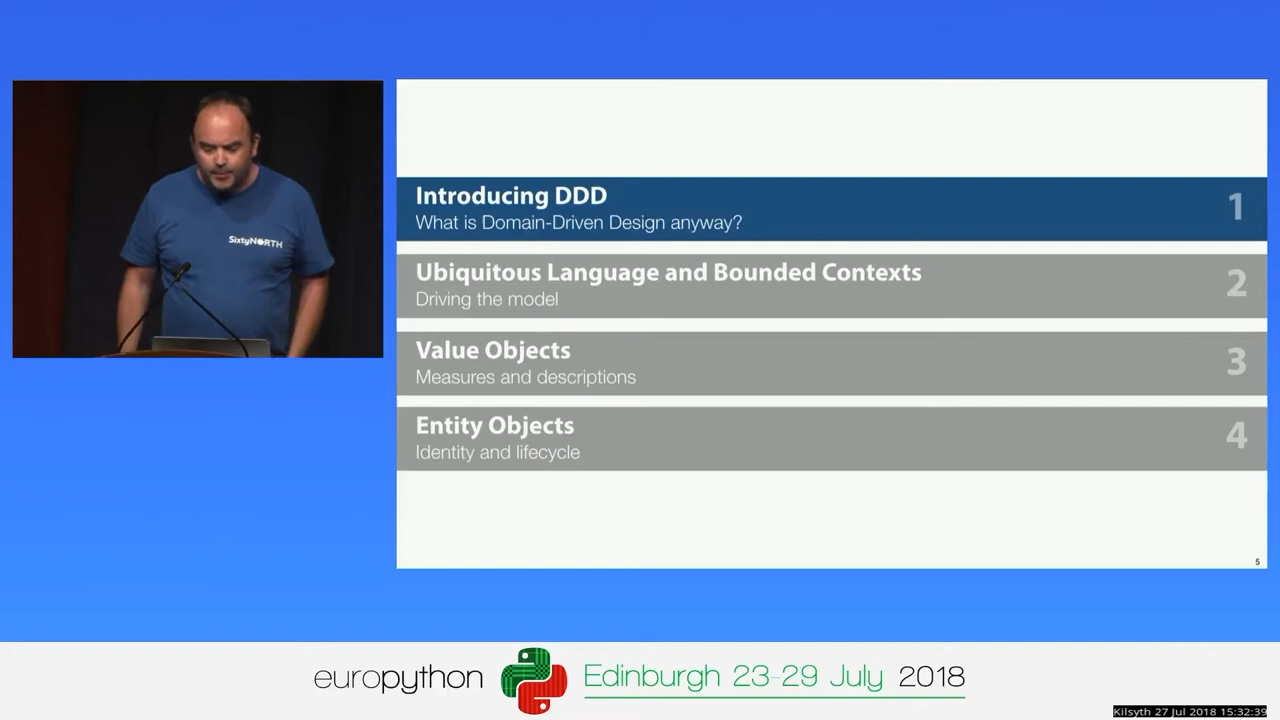 SixtyNORTH
Introducing DDD
What is Domain-Driven Design anyway?
1
Ubiquitous Language and Bounded Contexts
Driving the model
2
Value Objects
Measures and descriptions
3
Entity Objects
Identity and lifecycle
4
5
europython Edinburgh 23-29 July 2018
Kilsyth 27 Jul 2018 15:32:39